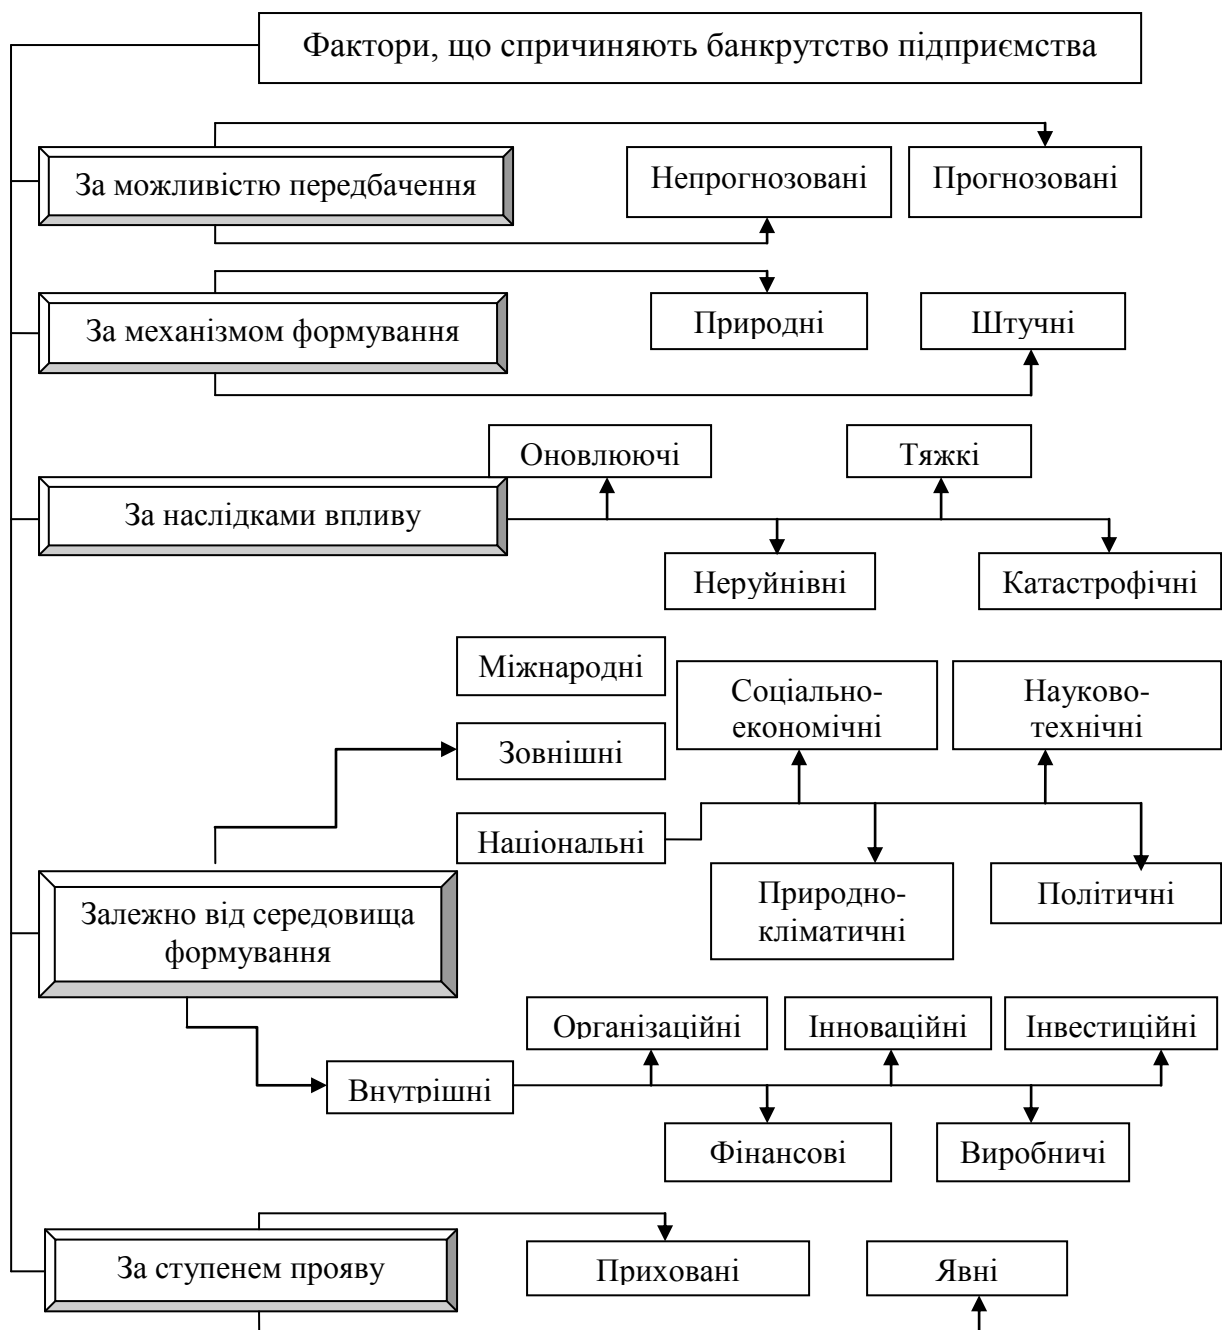 Фактори, що спричиняють банкрутство підприємства
За можливістю передбачення
Непрогнозовані
Прогнозовані
За механізмом формування
Природні
Штучні
Оновлюючі
Тяжкі
За наслідками впливу
Неруйнівні
Катастрофічні
Міжнародні
Соціально-
економічні
Науково-
технічні
Зовнішні
Національні
Природно-
кліматичні
Політичні
Залежно від середовища
формування
Організаційні
Інноваційні
Інвестиційні
Внутрішні
Фінансові
Виробничі
За ступенем прояву
Приховані
Явні